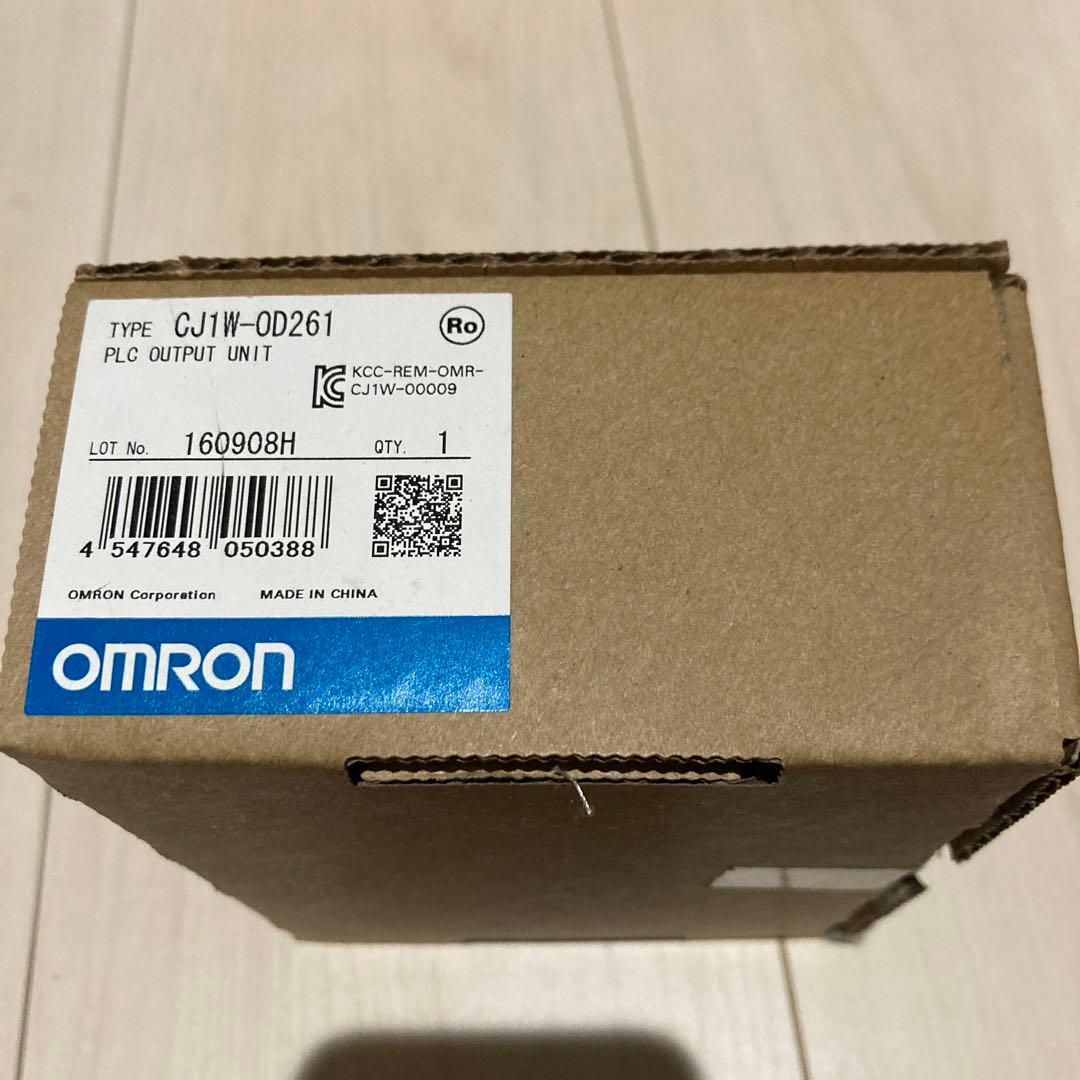 TYPE CJ1W-OD261
Ro
PLC OUTPUT UNIT
KCC-REM-OMR-
CJ1W-00009
LOT No. 160908H QTY. 1
4 547648 050388
OMRON Corporation MADE IN CHINA
OMRON